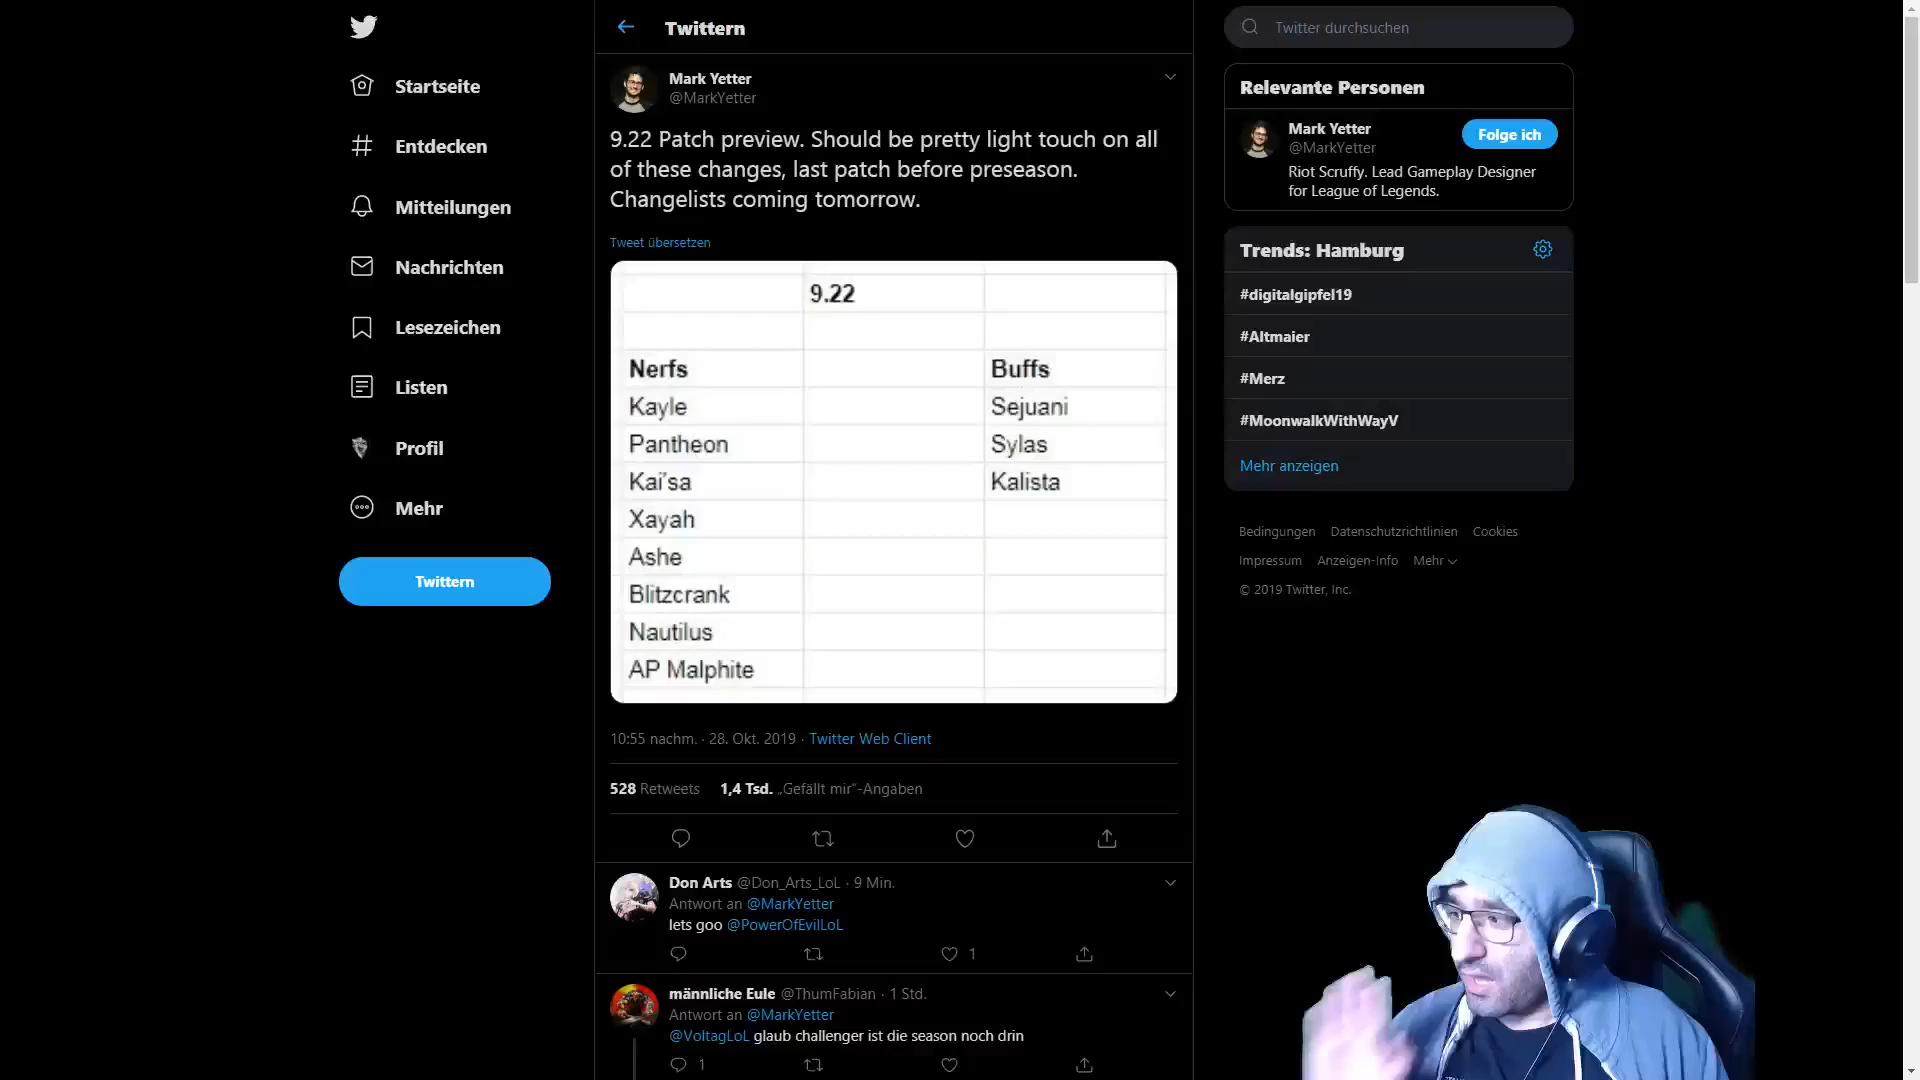 Startseite
Entdecken
Mitteilungen
Nachrichten
Lesezeichen
Listen
Profil
Mehr
Twittern
Twittern
Mark Yetter
@MarkYetter
9.22 Patch preview. Should be pretty light touch on all
of these changes, last patch before preseason.
Changelists coming tomorrow.
Tweet übersetzen
9.22
Nerfs Buffs
Kayle Sejuani
Pantheon Sylas
Kai'sa Kalista
Xayah
Ashe
Blitzcrank
Nautilus
AP Malphite
10:55 nachm. · 28. Okt. 2019 · Twitter Web Client
528 Retweets 1,4 Tsd. „Gefällt mir“-Angaben
Don Arts @Don_Arts_LoL · 9 Min.
Antwort an @MarkYetter
lets goo @PowerOfEvilLoL
1
männliche Eule @ThumFabian · 1 Std.
Antwort an @MarkYetter
@VoltagLoL glaub challenger ist die season noch drin
1
Twitter durchsuchen
Relevante Personen
Mark Yetter
@MarkYetter
Folge ich
Riot Scruffy. Lead Gameplay Designer
for League of Legends.
Trends: Hamburg
#digitalgipfel19
#Altmaier
#Merz
#MoonwalkWithWayV
Mehr anzeigen
Bedingungen Datenschutzrichtlinien Cookies
Impressum Anzeigen-Info Mehr
© 2019 Twitter, Inc.